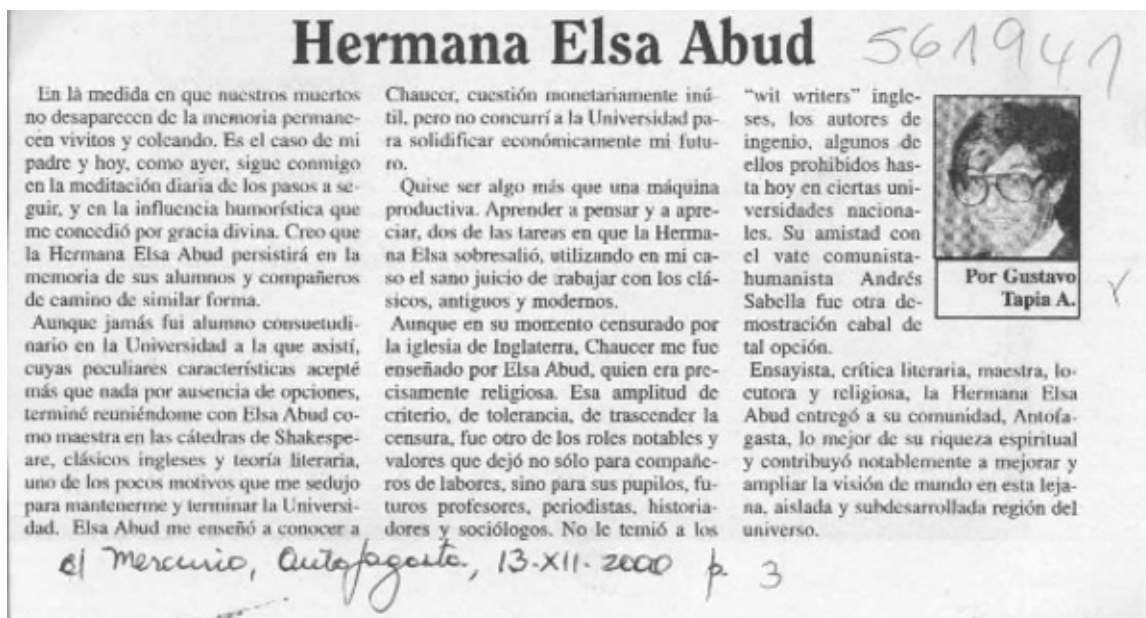 Hermana Elsa Abud
561941
En là medida en que nuestros muertos
no desaparecen de la memoria permane-
cen vivitos y coleando. Es el caso de mi
padre y hoy, como ayer, sigue conmigo
en la meditación diaria de los pasos a se-
guir, y en la influencia humorística que
me concedió por gracia divina. Creo que
la Hermana Elsa Abud persistirá en la
memoria de sus alumnos y compañeros
de camino de similar forma.
Aunque jamás fui alumno consuetudi-
nario en la Universidad a la que asistí,
cuyas peculiares características acepté
más que nada por ausencia de opciones,
terminé reuniéndome con Elsa Abud co-
mo maestra en las cátedras de Shakespe-
are, clásicos ingleses y teoría literaria,
uno de los pocos motivos que me sedujo
para mantenerme y terminar la Universi-
dad. Elsa Abud me enseñó a conocer a
Chaucer, cuestión monetariamente inú-
til, pero no concurrí a la Universidad pa-
ra solidificar económicamente mi futu-
ro.
Quise ser algo más que una máquina
productiva. Aprender a pensar y a apre-
ciar, dos de las tareas en que la Herma-
na Elsa sobresalió, utilizando en mi ca-
so el sano juicio de trabajar con los clá-
sicos, antiguos y modernos.
Aunque en su momento censurado por
la iglesia de Inglaterra, Chaucer me fue
enseñado por Elsa Abud, quien era pre-
cisamente religiosa. Esa amplitud de
criterio, de tolerancia, de trascender la
censura, fue otro de los roles notables y
valores que dejó no sólo para compañe-
ros de labores, sino para sus pupilos, fu-
turos profesores, periodistas, historia-
dores y sociólogos. No le temió a los
"wit writers" ingle-
ses, los autores de
ingenio, algunos de
ellos prohibidos has-
ta hoy en ciertas uni-
versidades naciona-
les. Su amistad con
el vate comunista-
humanista Andrés
Sabella fue otra de-
mostración cabal de
tal opción.
Ensayista, crítica literaria, maestra, lo-
cutora y religiosa, la Hermana Elsa
Abud entregó a su comunidad, Antofa-
gasta, lo mejor de su riqueza espiritual
y contribuyó notablemente a mejorar y
ampliar la visión de mundo en esta leja-
na, aislada y subdesarrollada región del
universo.
Por Gustavo
Tapia A.
el Mercurio, Antofagasta, 13-XII-2000 p. 3